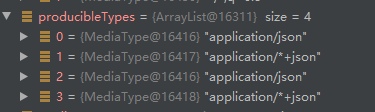 producibleTypes = {ArrayList@16311} size = 4
0 = {MediaType@16416} "application/json"
1 = {MediaType@16417} "application/*+json"
2 = {MediaType@16416} "application/json"
3 = {MediaType@16418} "application/*+json"